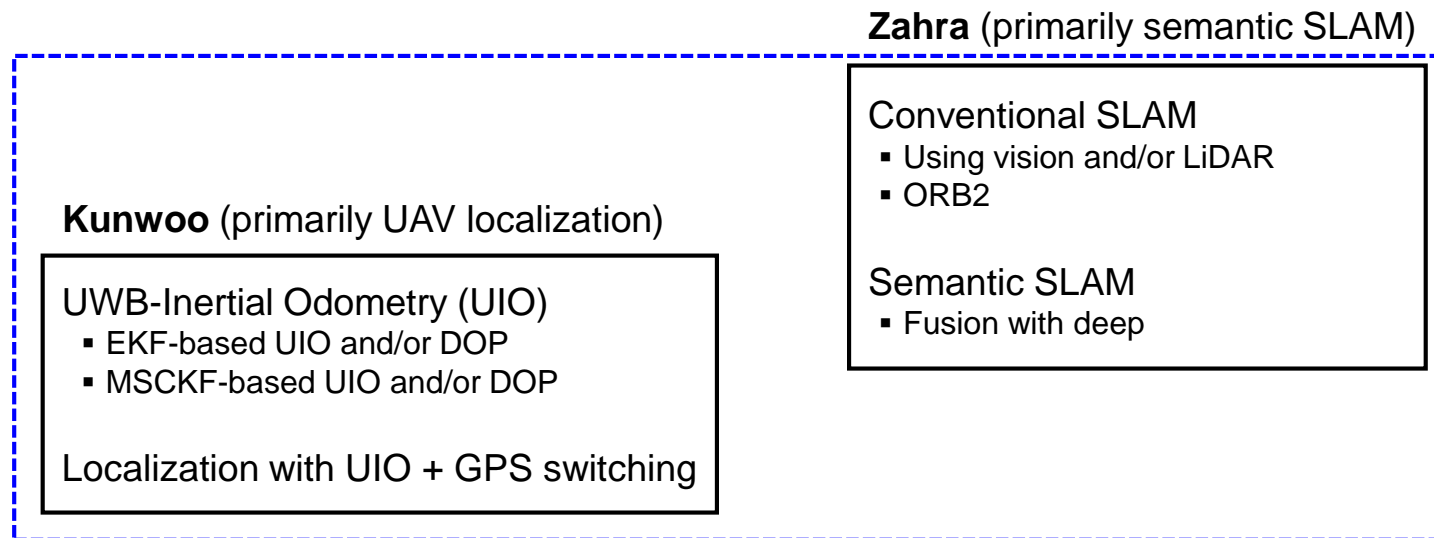 Zahra (primarily semantic SLAM)
Conventional SLAM
▪ Using vision and/or LiDAR
▪ ORB2
Semantic SLAM
▪ Fusion with deep
Kunwoo (primarily UAV localization)
UWB-Inertial Odometry (UIO)
▪ EKF-based UIO and/or DOP
▪ MSCKF-based UIO and/or DOP
Localization with UIO + GPS switching